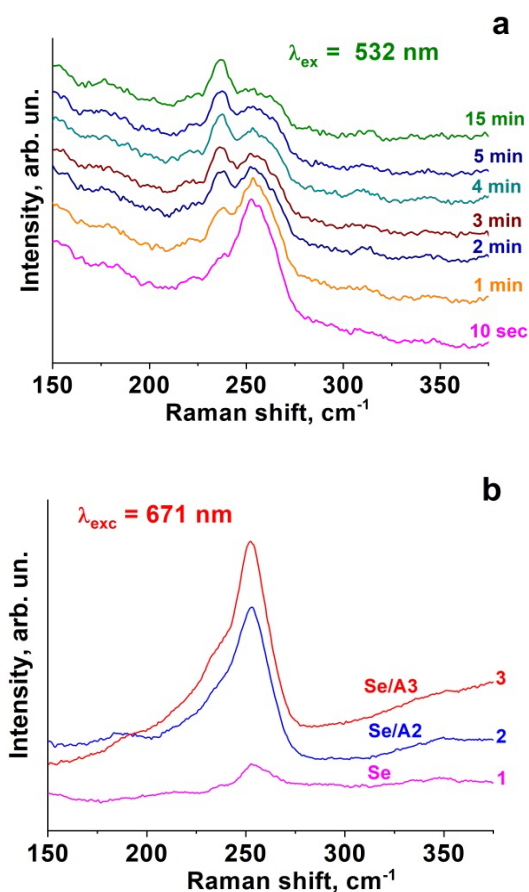 a
λex = 532 nm
15 min
5 min
4 min
3 min
2 min
1 min
10 sec
Intensity, arb. un.
150 200 250 300 350
Raman shift, cm-1
b
λexc = 671 nm
Se/A3 3
Se/A2 2
Se 1
Intensity, arb. un.
150 200 250 300 350
Raman shift, cm-1